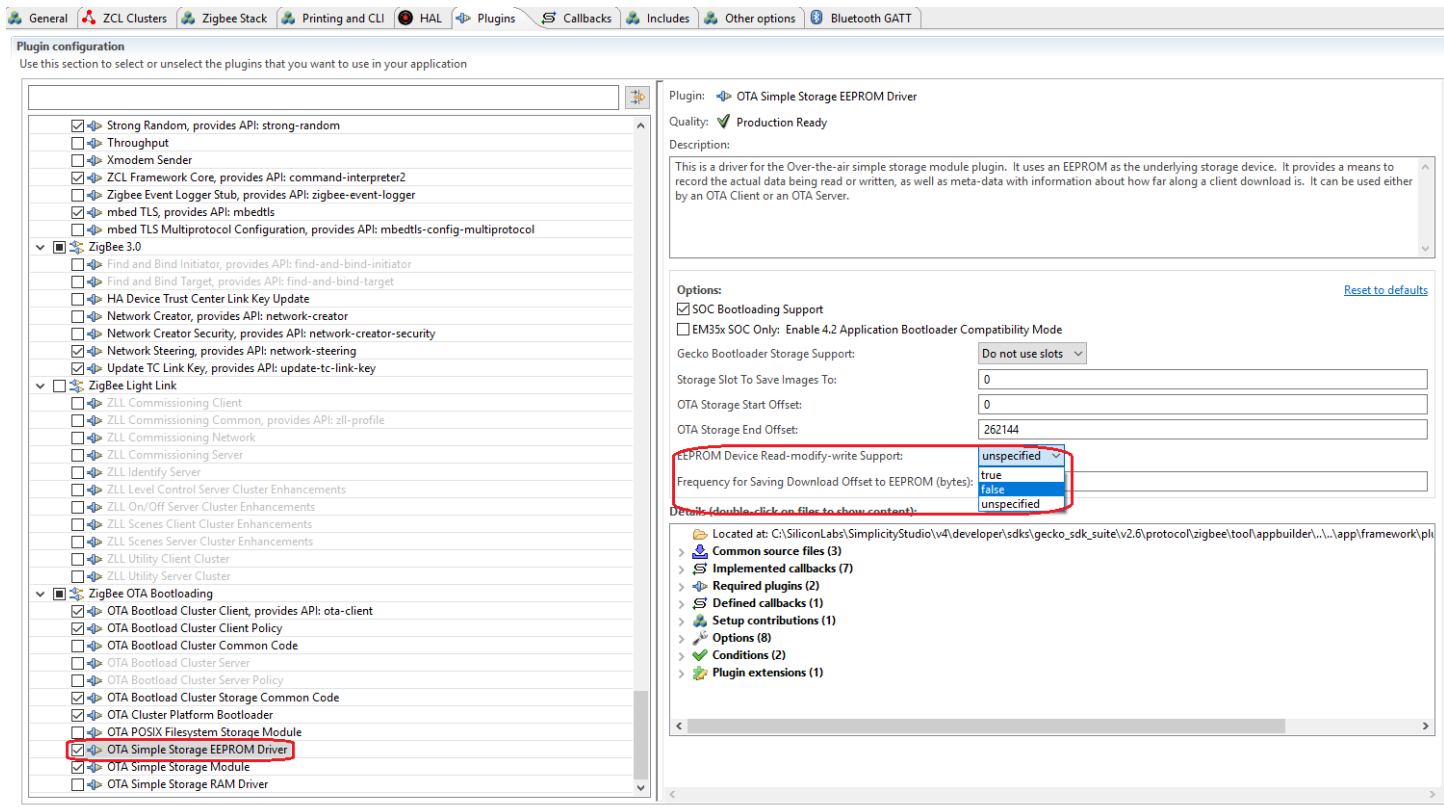 General ZCL Clusters Zigbee Stack Printing and CLI HAL Plugins Callbacks Includes Other options Bluetooth GATT
Plugin configuration
Use this section to select or unselect the plugins that you want to use in your application
Strong Random, provides API: strong-random
Throughput
Xmodem Sender
ZCL Framework Core, provides API: command-interpreter2
Zigbee Event Logger Stub, provides API: zigbee-event-logger
mbed TLS, provides API: mbedtls
mbed TLS Multiprotocol Configuration, provides API: mbedtls-config-multiprotocol
ZigBee 3.0
Find and Bind Initiator, provides API: find-and-bind-initiator
Find and Bind Target, provides API: find-and-bind-target
HA Device Trust Center Link Key Update
Network Creator, provides API: network-creator
Network Creator Security, provides API: network-creator-security
Network Steering, provides API: network-steering
Update TC Link Key, provides API: update-tc-link-key
ZigBee Light Link
ZLL Commissioning Client
ZLL Commissioning Common, provides API: zll-profile
ZLL Commissioning Network
ZLL Commissioning Server
ZLL Identify Server
ZLL Level Control Server Cluster Enhancements
ZLL On/Off Server Cluster Enhancements
ZLL Scenes Client Cluster Enhancements
ZLL Scenes Server Cluster Enhancements
ZLL Utility Client Cluster
ZLL Utility Server Cluster
ZigBee OTA Bootloading
OTA Bootload Cluster Client, provides API: ota-client
OTA Bootload Cluster Client Policy
OTA Bootload Cluster Common Code
OTA Bootload Cluster Server
OTA Bootload Cluster Server Policy
OTA Bootload Cluster Storage Common Code
OTA Cluster Platform Bootloader
OTA POSIX Filesystem Storage Module
OTA Simple Storage EEPROM Driver
OTA Simple Storage Module
OTA Simple Storage RAM Driver
Plugin: OTA Simple Storage EEPROM Driver
Quality: Production Ready
Description:
This is a driver for the Over-the-air simple storage module plugin. It uses an EEPROM as the underlying storage device. It provides a means to
record the actual data being read or written, as well as meta-data with information about how far along a client download is. It can be used either
by an OTA Client or an OTA Server.
Options: Reset to defaults
SOC Bootloading Support
EM35x SOC Only: Enable 4.2 Application Bootloader Compatibility Mode
Gecko Bootloader Storage Support: Do not use slots
Storage Slot To Save Images To: 0
OTA Storage Start Offset: 0
OTA Storage End Offset: 262144
EEPROM Device Read-modify-write Support: unspecified
true
Frequency for Saving Download Offset to EEPROM (bytes):
false
unspecified
Details (double-click on files to show content):
Located at: C:\SiliconLabs\SimplicityStudio\v4\developer\sdks\gecko_sdk_suite\v2.6\protocol\zigbee\tool\appbuilder\..\..\app\framework\plu
Common source files (3)
Implemented callbacks (7)
Required plugins (2)
Defined callbacks (1)
Setup contributions (1)
Options (8)
Conditions (2)
Plugin extensions (1)